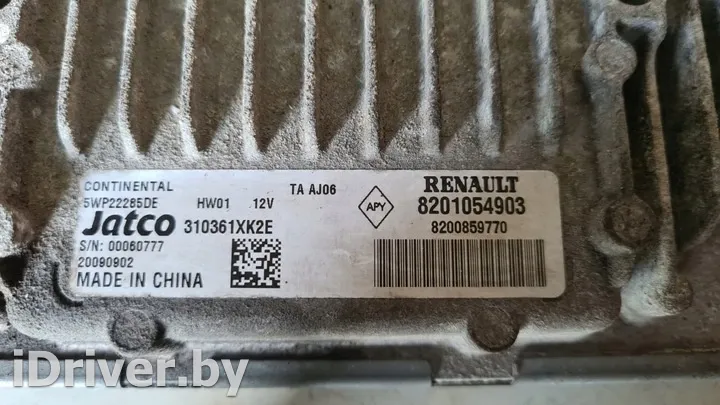 CONTINENTAL
5WP22285DE HW01 12V TA AJ06
Jatco 310361XK2E
S/N: 00060777
20090902
MADE IN CHINA
APY
RENAULT
8201054903
8200859770
iDriver.by